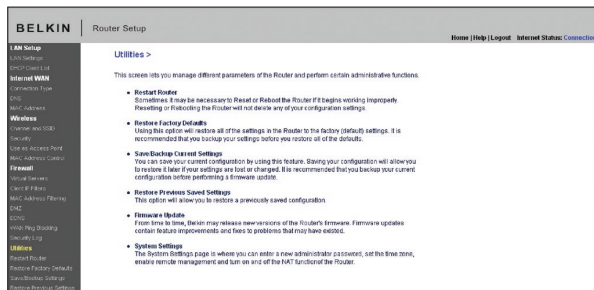 BELKIN
Router Setup
Home | Help | Logout Internet Status: Connection
LAN Setup
LAN Settings
DHCP Client List
Internet WAN
Connection Type
DNS
MAC Address
Wireless
Channel and SSID
Security
Use as Access Point
MAC Address Control
Firewall
Virtual Servers
Client IP Filters
MAC Address Filtering
DMZ
DDNS
WAN Ping Blocking
Security Log
Utilities
Restart Router
Restore Factory Defaults
Save/Backup Settings
Restore Previous Settings
Utilities >
This screen lets you manage different parameters of the Router and perform certain administrative functions.
• Restart Router
Sometimes it may be necessary to Reset or Reboot the Router if it begins working improperly.
Resetting or Rebooting the Router will not delete any of your configuration settings.
• Restore Factory Defaults
Using this option will restore all of the settings in the Router to the factory (default) settings. It is
recommended that you backup your settings before you restore all of the defaults.
• Save/Backup Current Settings
You can save your current configuration by using this feature. Saving your configuration will allow you
to restore it later if your settings are lost or changed. It is recommended that you backup your current
configuration before performing a firmware update.
• Restore Previous Saved Settings
This option will allow you to restore a previously saved configuration.
• Firmware Update
From time to time, Belkin may release new versions of the Router's firmware. Firmware updates
contain feature improvements and fixes to problems that may have existed.
• System Settings
The System Settings page is where you can enter a new administrator password, set the time zone,
enable remote management and turn on and off the NAT function of the Router.